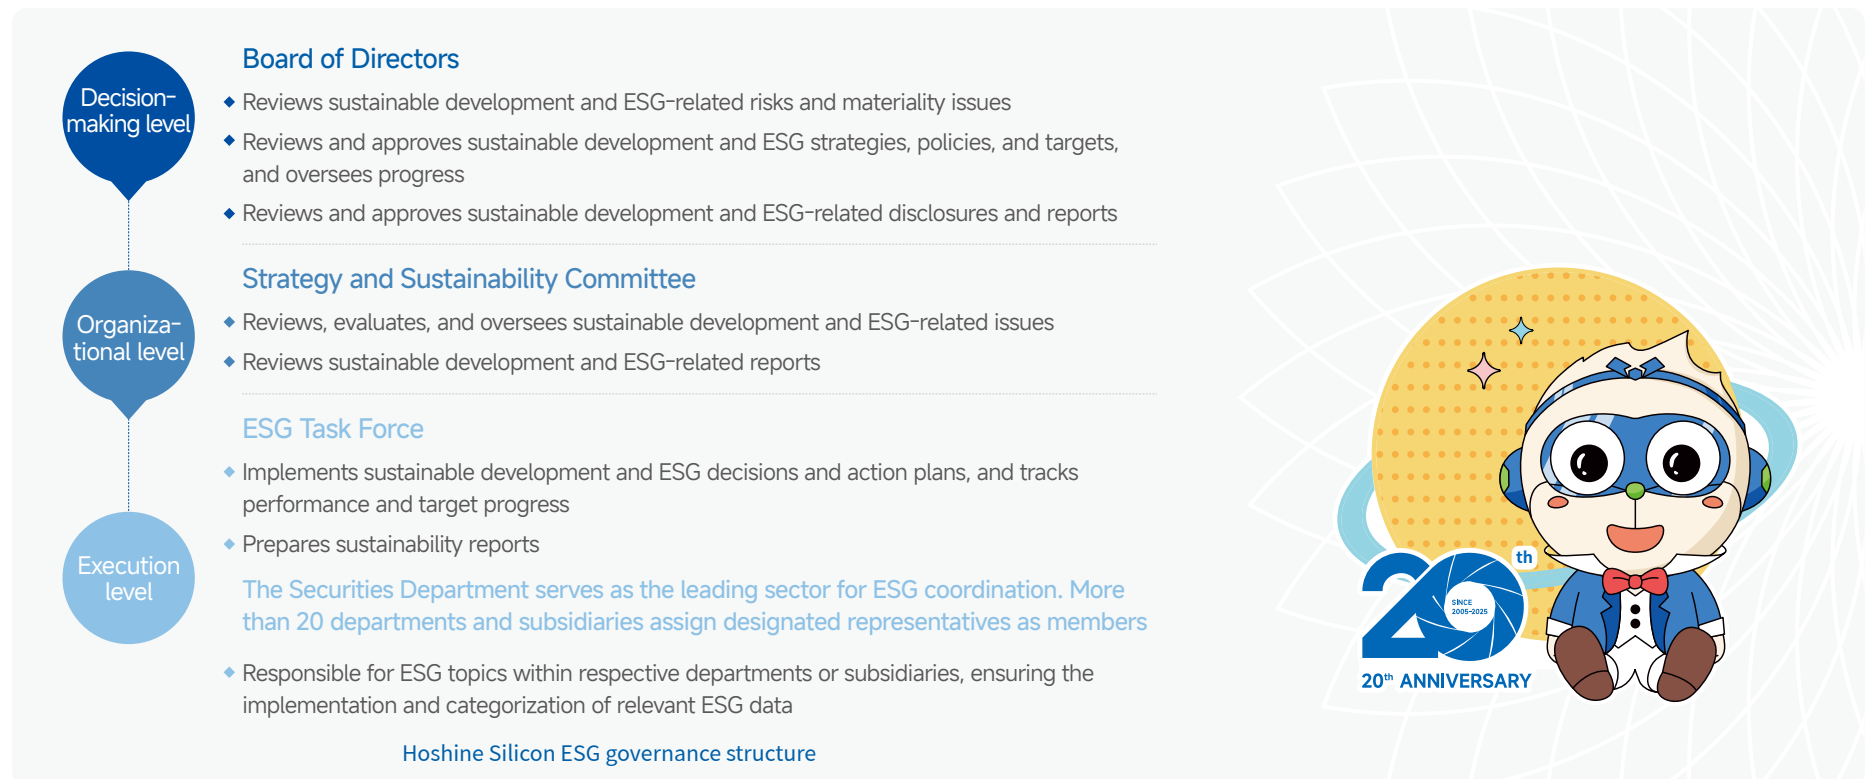 Decision-
making level
Board of Directors
Reviews sustainable development and ESG-related risks and materiality issues
Reviews and approves sustainable development and ESG strategies, policies, and targets,
and oversees progress
Reviews and approves sustainable development and ESG-related disclosures and reports
Organiza-
tional level
Strategy and Sustainability Committee
Reviews, evaluates, and oversees sustainable development and ESG-related issues
Reviews sustainable development and ESG-related reports
Execution
level
ESG Task Force
Implements sustainable development and ESG decisions and action plans, and tracks
performance and target progress
Prepares sustainability reports
The Securities Department serves as the leading sector for ESG coordination. More
than 20 departments and subsidiaries assign designated representatives as members
Responsible for ESG topics within respective departments or subsidiaries, ensuring the
implementation and categorization of relevant ESG data
Hoshine Silicon ESG governance structure
20th
SINCE
2005-2025
20th ANNIVERSARY